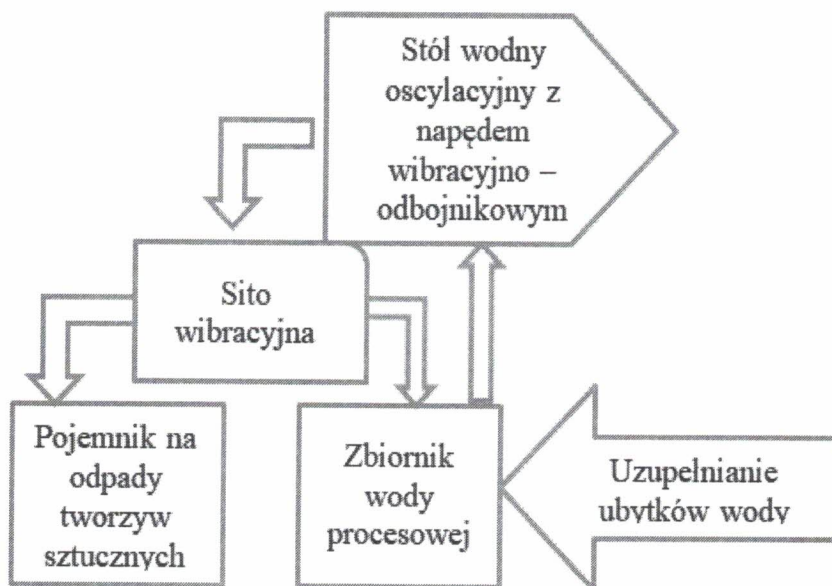 Stół wodny
oscylacyjny z
napędem
wibracyjno –
odbojnikowym
Sito
wibracyjna
Pojemnik na
odpady
tworzyw
sztucznych
Zbiornik
wody
procesowej
Uzupełnianie
ubytków wody